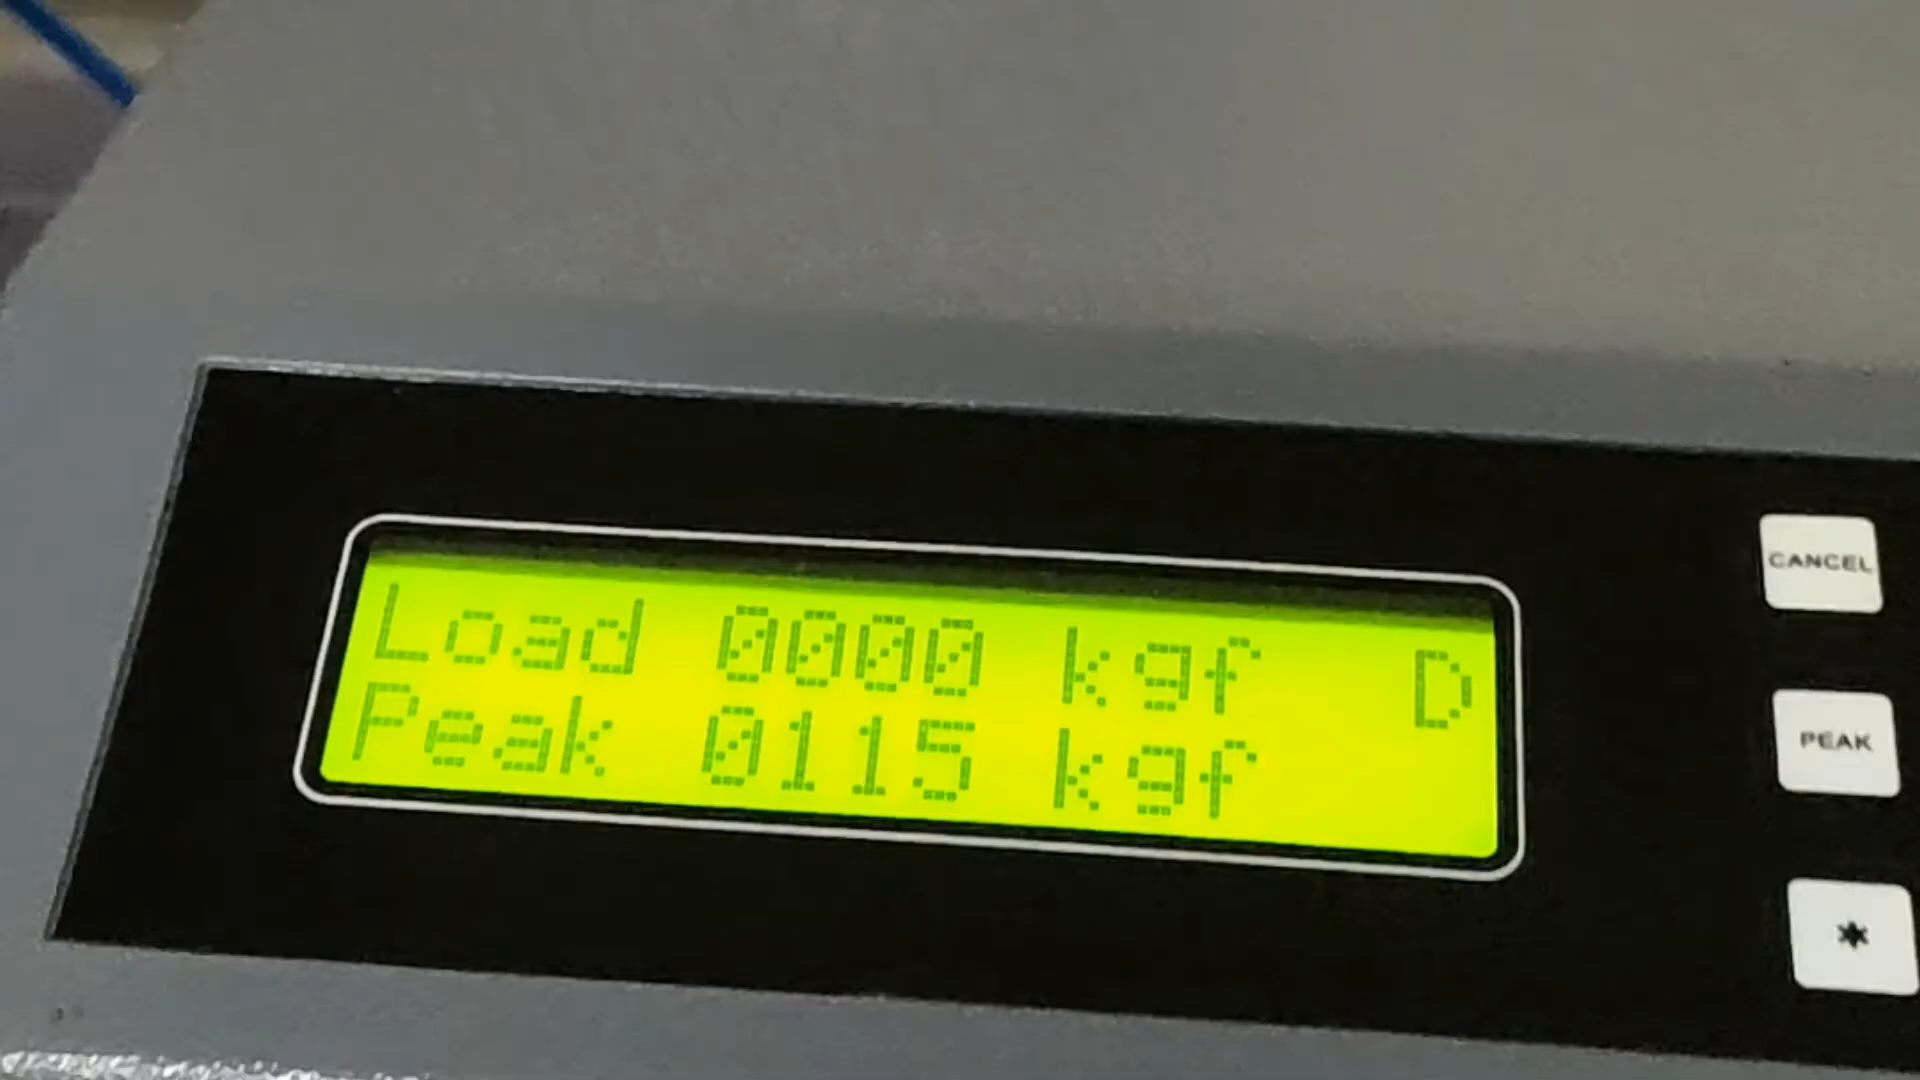 Load 0000 kgf D
Peak 0115 kgf
CANCEL
PEAK
*